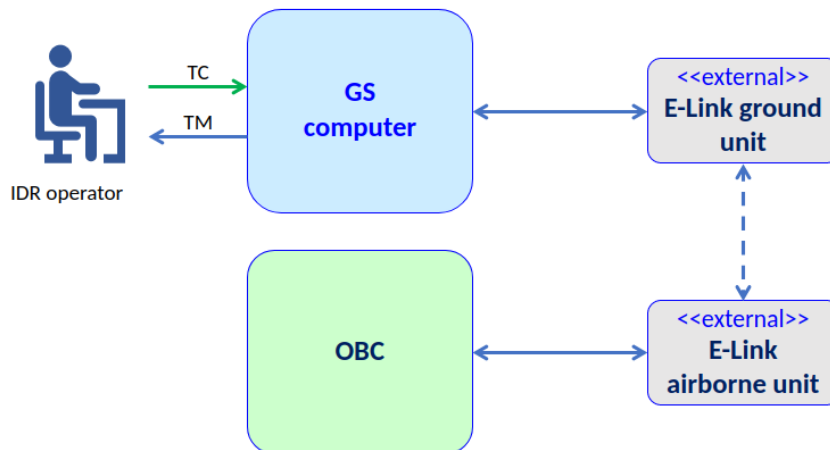 TC
TM
IDR operator
GS
computer
<<external>>
E-Link ground
unit
OBC
<<external>>
E-Link
airborne unit